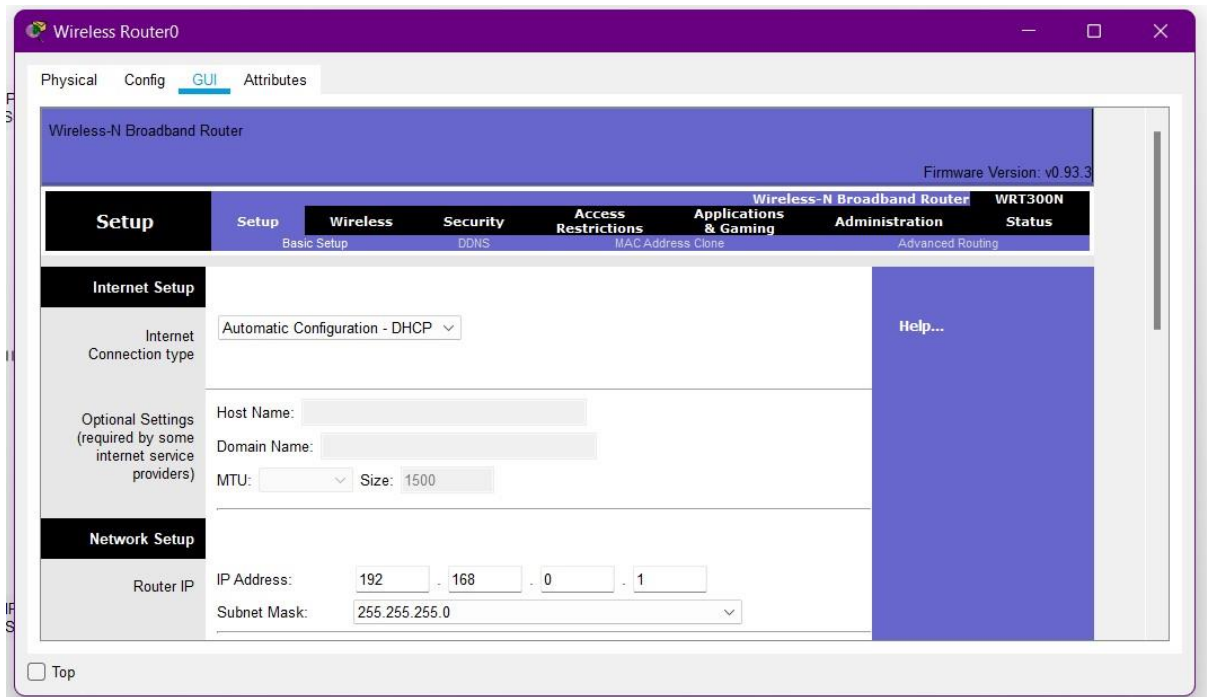 Wireless Router0
Physical Config GUI Attributes
Wireless-N Broadband Router
Firmware Version: v0.93.3
Wireless-N Broadband Router WRT300N
Setup
Setup Wireless Security Access Restrictions Applications & Gaming Administration Status
Basic Setup DDNS MAC Address Clone Advanced Routing
Internet Setup
Internet
Connection type
Automatic Configuration - DHCP
Help...
Optional Settings
(required by some
internet service
providers)
Host Name:
Domain Name:
MTU: Size: 1500
Network Setup
Router IP
IP Address: 192 . 168 . 0 . 1
Subnet Mask: 255.255.255.0
Top